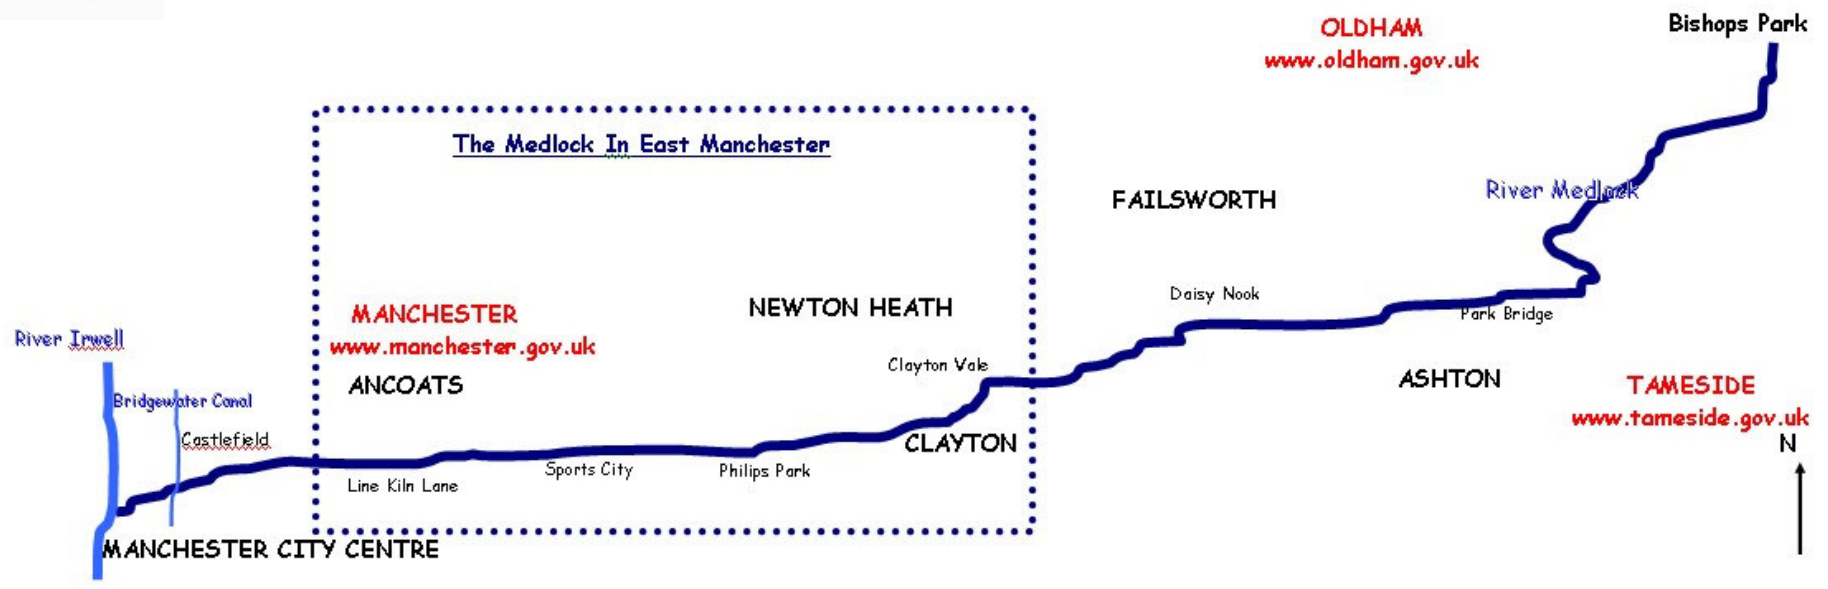 Bishops Park
OLDHAM
www.oldham.gov.uk
The Medlock In East Manchester
River Medlock
FAILSWORTH
Daisy Nook
NEWTON HEATH
MANCHESTER
www.manchester.gov.uk
Park Bridge
River Irwell
Clayton Vale
ANCOATS
ASHTON
TAMESIDE
www.tameside.gov.uk
Bridgewater Canal
Castlefield
CLAYTON
N
Sports City
Philips Park
Line Kiln Lane
MANCHESTER CITY CENTRE